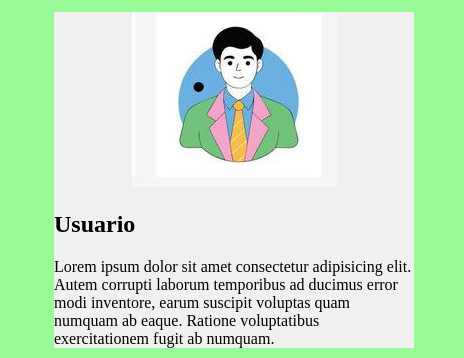 Usuario
Lorem ipsum dolor sit amet consectetur adipisicing elit.
Autem corrupti laborum temporibus ad ducimus error
modi inventore, earum suscipit voluptas quam
numquam ab eaque. Ratione voluptatibus
exercitationem fugit ab numquam.